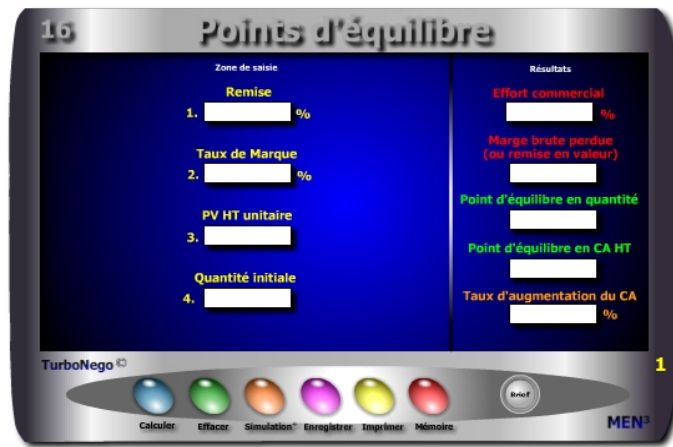 16
Points d'équilibre
Zone de saisie
Remise
1. %
Taux de Marque
2. %
PV HT unitaire
3.
Quantité initiale
4.
Résultats
Effort commercial
%
Marge brute perdue
(ou remise en valeur)
Point d'équilibre en quantité
Point d'équilibre en CA HT
Taux d'augmentation du CA
%
TurboNego ©
1
Calculer Effacer Simulation+ Enregistrer Imprimer Mémoire
Brief
MEN³